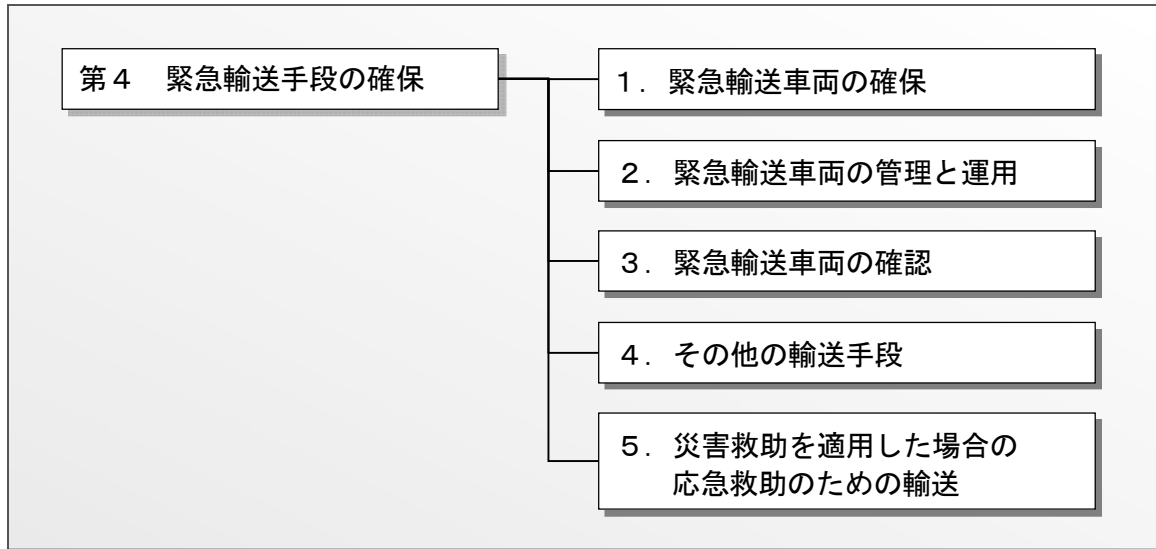 第４　緊急輸送手段の確保
１．緊急輸送車両の確保
２．緊急輸送車両の管理と運用
３．緊急輸送車両の確認
４．その他の輸送手段
５．災害救助を適用した場合の
応急救助のための輸送